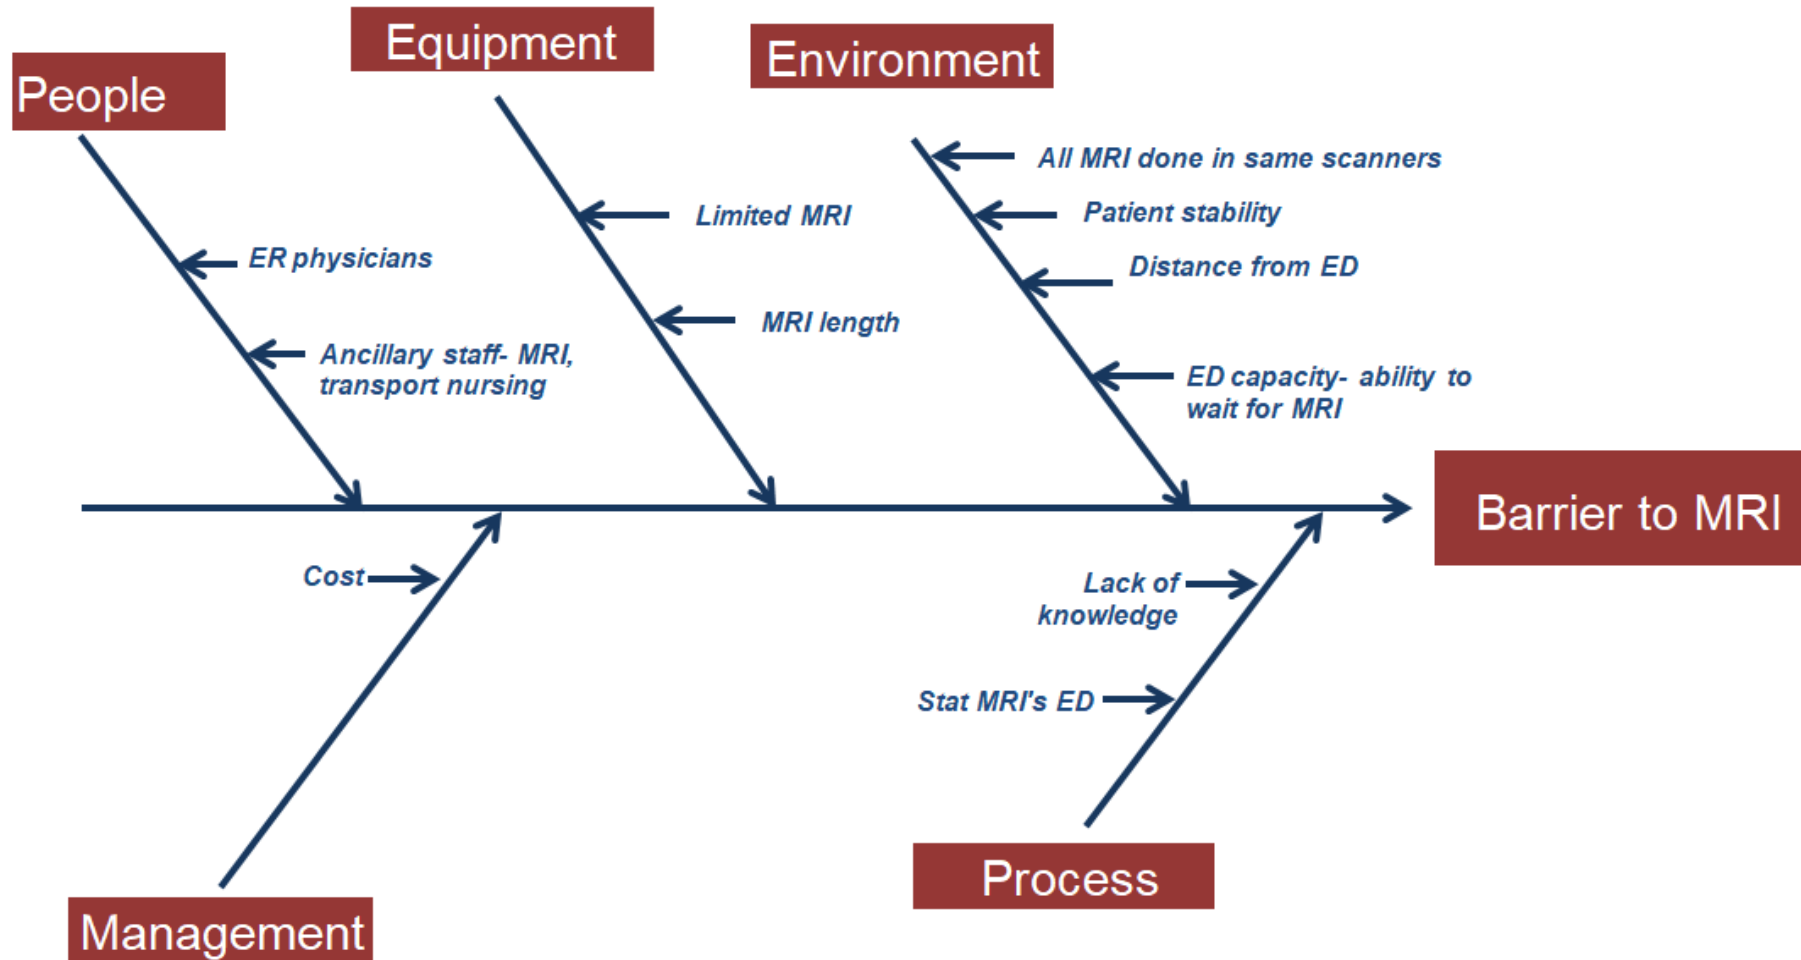 People
Equipment
Environment
ER physicians
Ancillary staff- MRI,
transport nursing
Limited MRI
MRI length
All MRI done in same scanners
Patient stability
Distance from ED
ED capacity- ability to
wait for MRI
Barrier to MRI
Cost
Lack of
knowledge
Stat MRI's ED
Management
Process